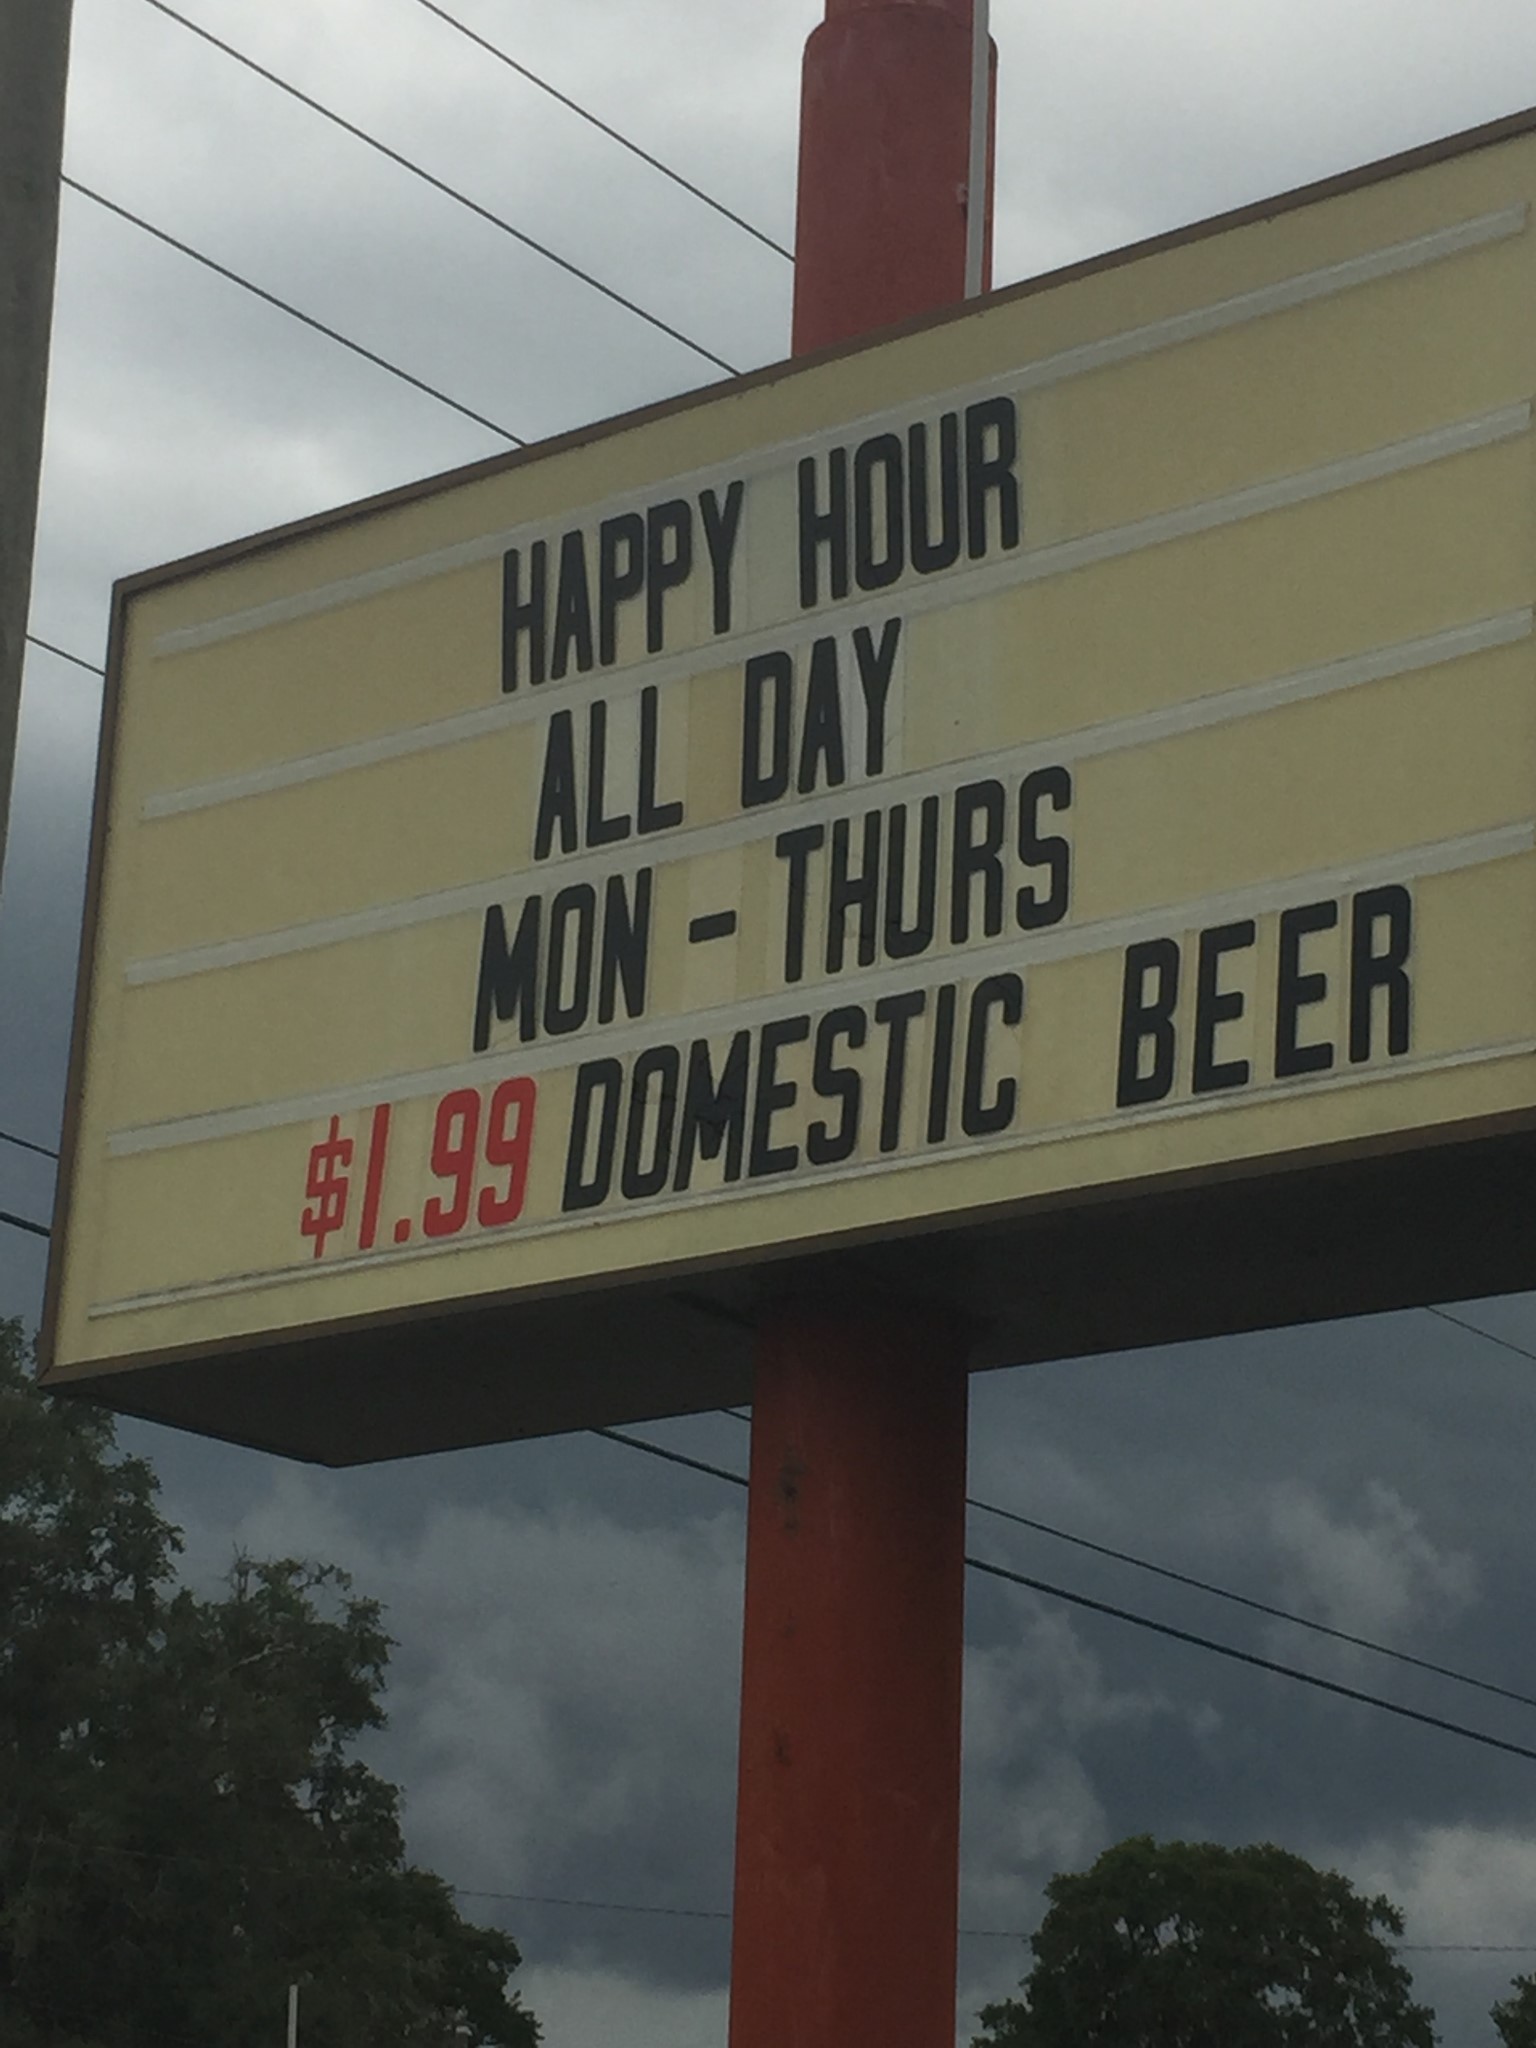 HAPPY HOUR
ALL DAY
MON - THURS
$1.99 DOMESTIC BEER